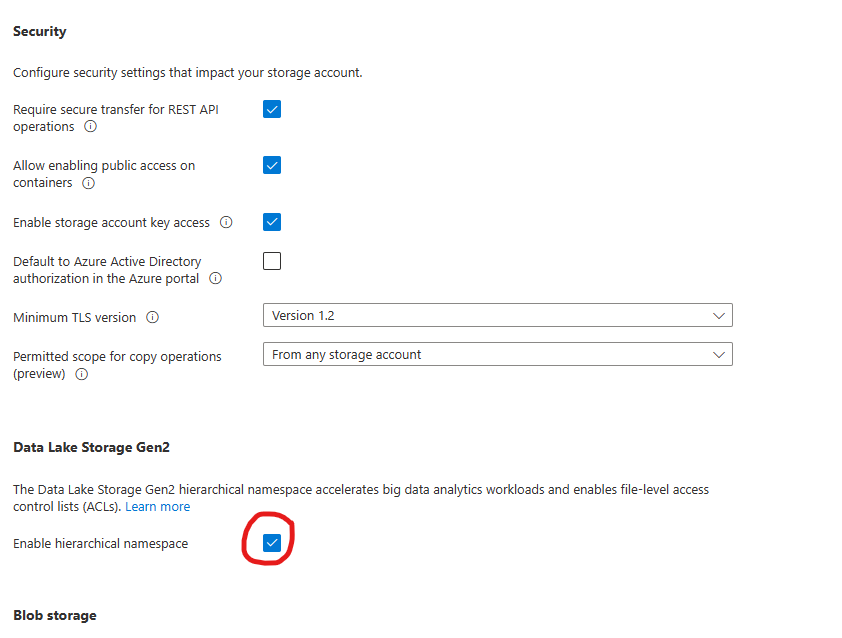 Security
Configure security settings that impact your storage account.
Require secure transfer for REST API
operations
Allow enabling public access on
containers
Enable storage account key access
Default to Azure Active Directory
authorization in the Azure portal
Minimum TLS version
Version 1.2
Permitted scope for copy operations
(preview)
From any storage account
Data Lake Storage Gen2
The Data Lake Storage Gen2 hierarchical namespace accelerates big data analytics workloads and enables file-level access
control lists (ACLs). Learn more
Enable hierarchical namespace
Blob storage